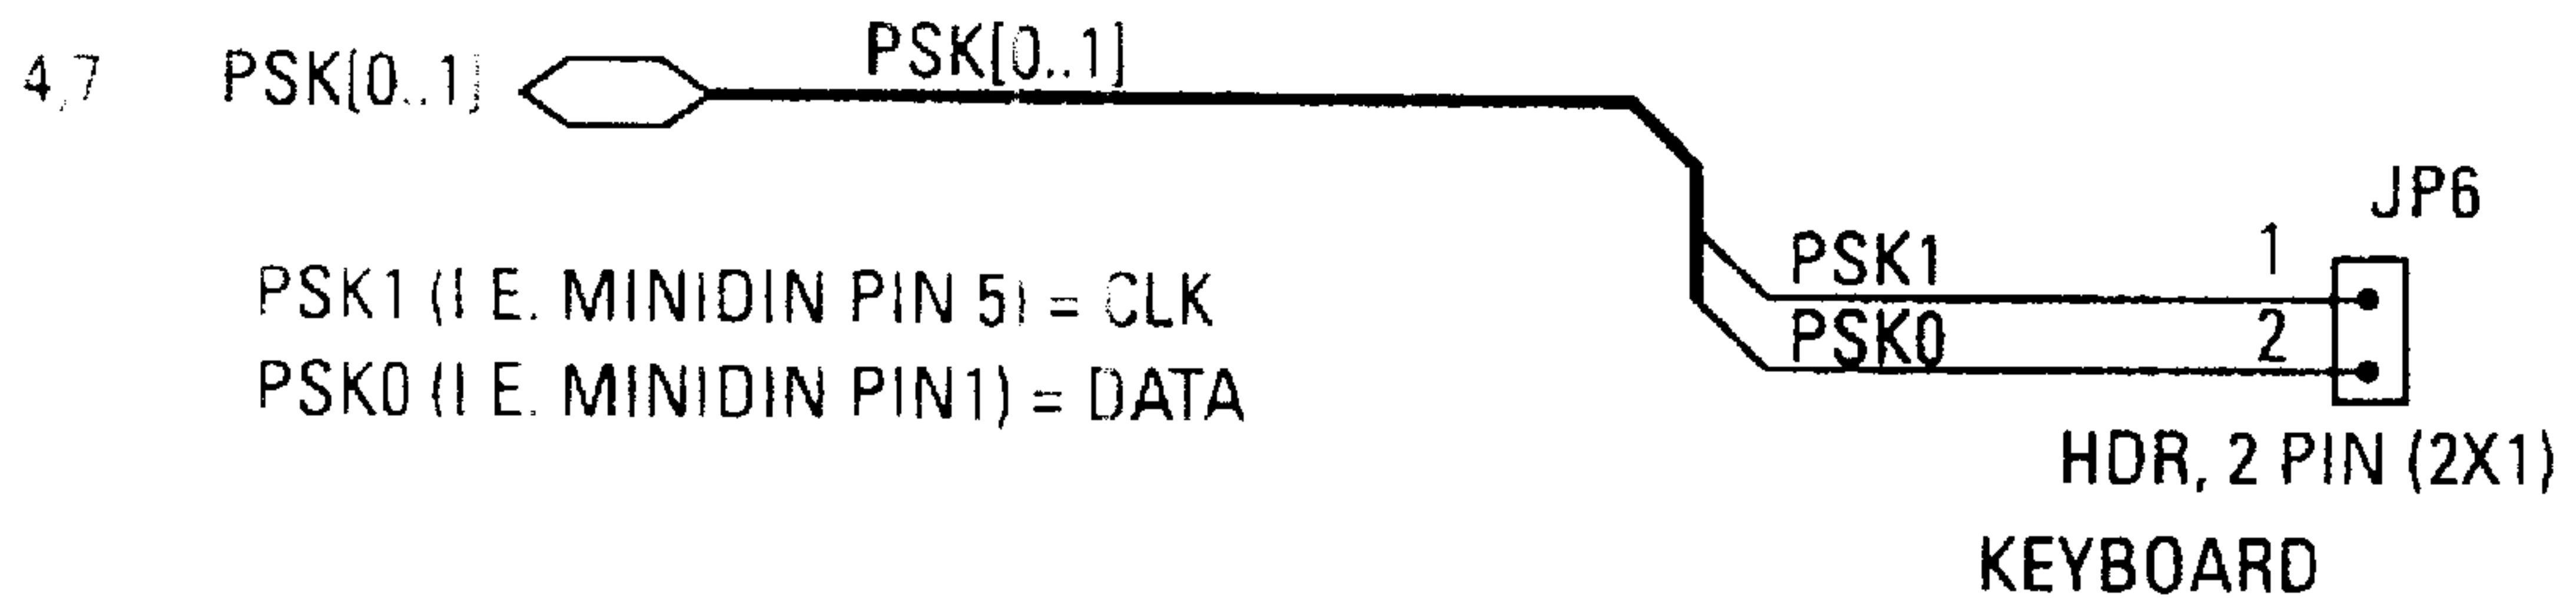 4,7 PSK[0..1] PSK[0..1]
JP6
PSK1 1
PSK1 (I E. MINIDIN PIN 5) = CLK
PSK0 2
PSK0 (I E. MINIDIN PIN1) = DATA
HDR, 2 PIN (2X1)
KEYBOARD